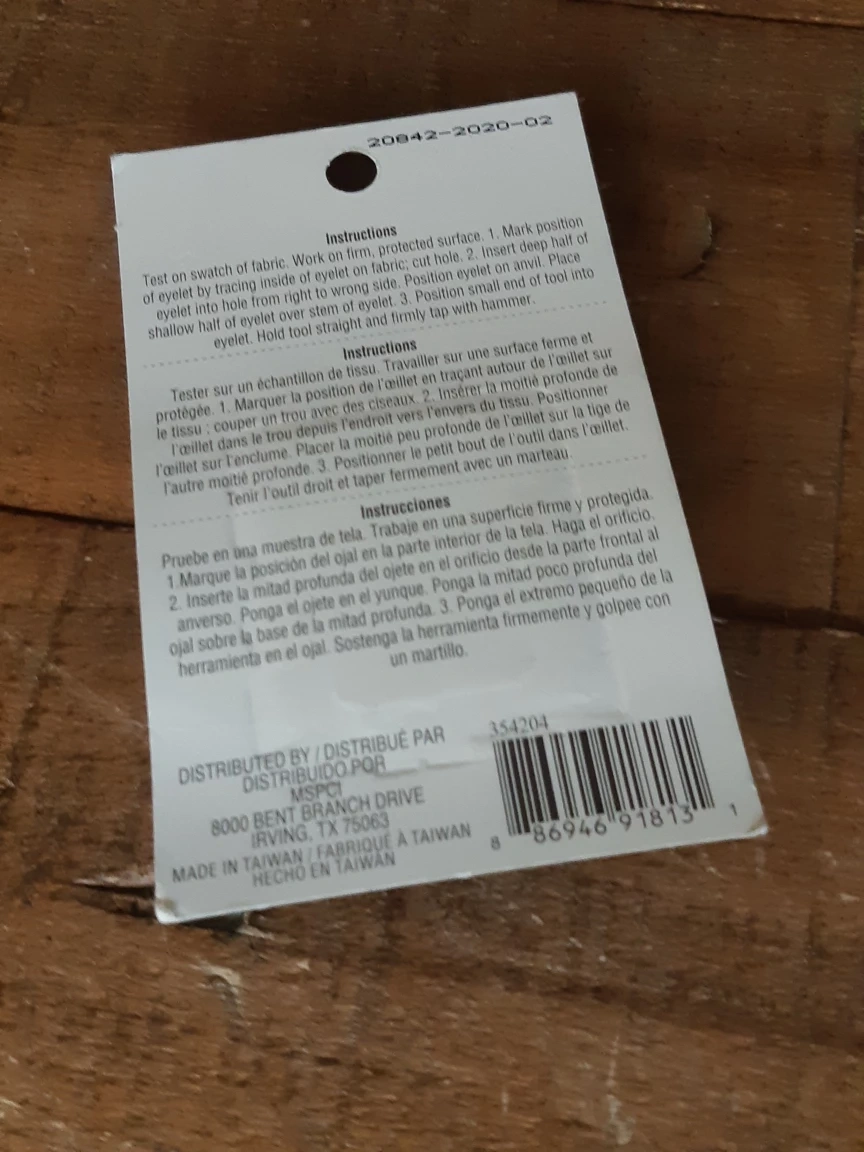 20842-2020-02
Instructions
Test on swatch of fabric. Work on firm, protected surface. 1. Mark position
of eyelet by tracing inside of eyelet on fabric; cut hole. 2. Insert deep half of
eyelet into hole from right to wrong side. Position eyelet on anvil. Place
shallow half of eyelet over stem of eyelet. 3. Position small end of tool into
eyelet. Hold tool straight and firmly tap with hammer.
Instructions
Tester sur un échantillon de tissu. Travailler sur une surface ferme et
protégée. 1. Marquer la position de l'œillet en traçant autour de l'œillet sur
le tissu ; couper un trou avec des ciseaux. 2. Insérer la moitié profonde de
l'œillet dans le trou depuis l'endroit vers l'envers du tissu. Positionner
l'œillet sur l'enclume. Placer la moitié peu profonde de l'œillet sur la tige de
l'autre moitié profonde. 3. Positionner le petit bout de l'outil dans l'œillet.
Tenir l'outil droit et taper fermement avec un marteau.
Instrucciones
Pruebe en una muestra de tela. Trabaje en una superficie firme y protegida.
1.Marque la posición del ojal en la parte interior de la tela. Haga el orificio.
2. Inserte la mitad profunda del ojete en el orificio desde la parte frontal al
anverso. Ponga el ojete en el yunque. Ponga la mitad poco profunda del
ojal sobre la base de la mitad profunda. 3. Ponga el extremo pequeño de la
herramienta en el ojal. Sostenga la herramienta firmemente y golpee con
un martillo.
DISTRIBUTED BY / DISTRIBUÉ PAR
DISTRIBUIDO POR
MSPCI
8000 BENT BRANCH DRIVE
IRVING, TX 75063
MADE IN TAIWAN / FABRIQUÉ À TAIWAN
HECHO EN TAIWÁN
354204
8 86946 91813 1